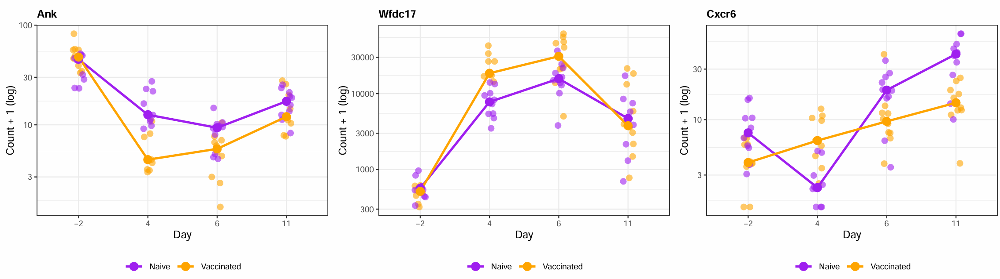 Ank
Count + 1 (log)
100
30
10
3
−2 4 6 11
Day
Naive Vaccinated
Wfdc17
Count + 1 (log)
30000
10000
3000
1000
300
−2 4 6 11
Day
Naive Vaccinated
Cxcr6
Count + 1 (log)
30
10
3
−2 4 6 11
Day
Naive Vaccinated